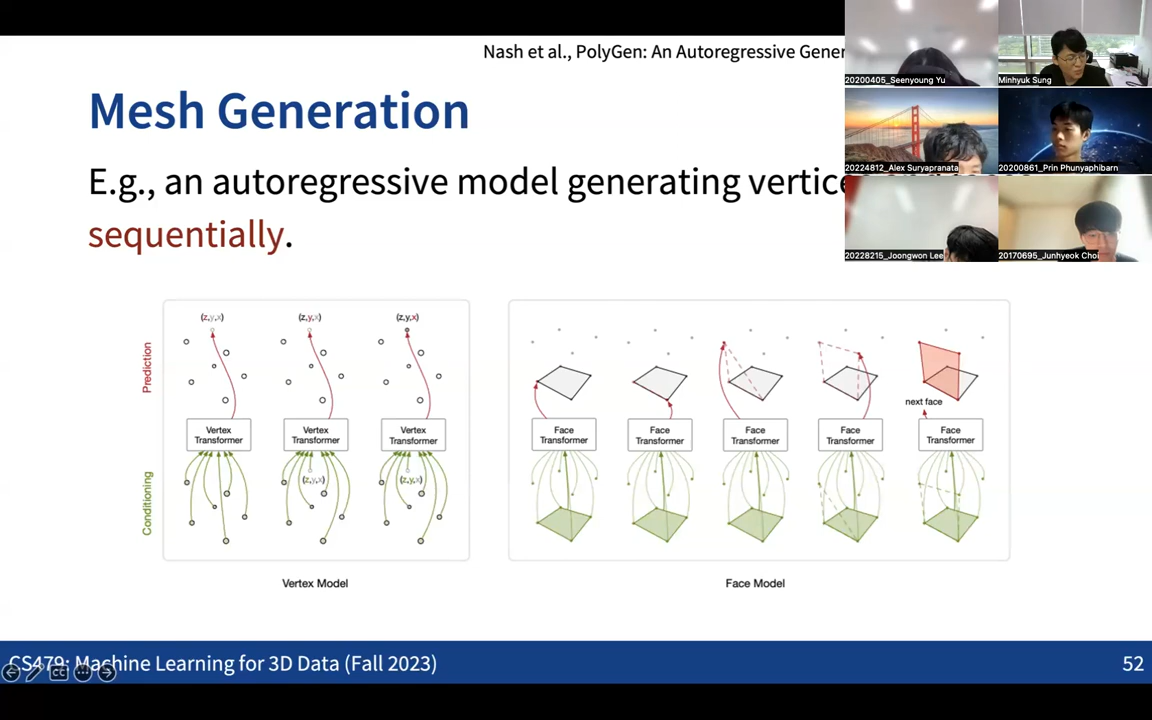 Nash et al., PolyGen: An Autoregressive Gener
Mesh Generation
E.g., an autoregressive model generating vertice
sequentially.
20200405_Seenyoung Yu
Minhyuk Sung
20224812_Alex Suryapranata
20200861_Prin Phunyaphibarn
20228215_Joongwon Lee
20170695_Junhyeok Choi
Prediction
(z,y,x)
(z,y,x)
(z,y,x)
next face
Vertex
Transformer
Vertex
Transformer
Vertex
Transformer
Face
Transformer
Face
Transformer
Face
Transformer
Face
Transformer
Face
Transformer
Conditioning
(z,y,x)
(z,y,x)
Vertex Model
Face Model
CS479: Machine Learning for 3D Data (Fall 2023)
52